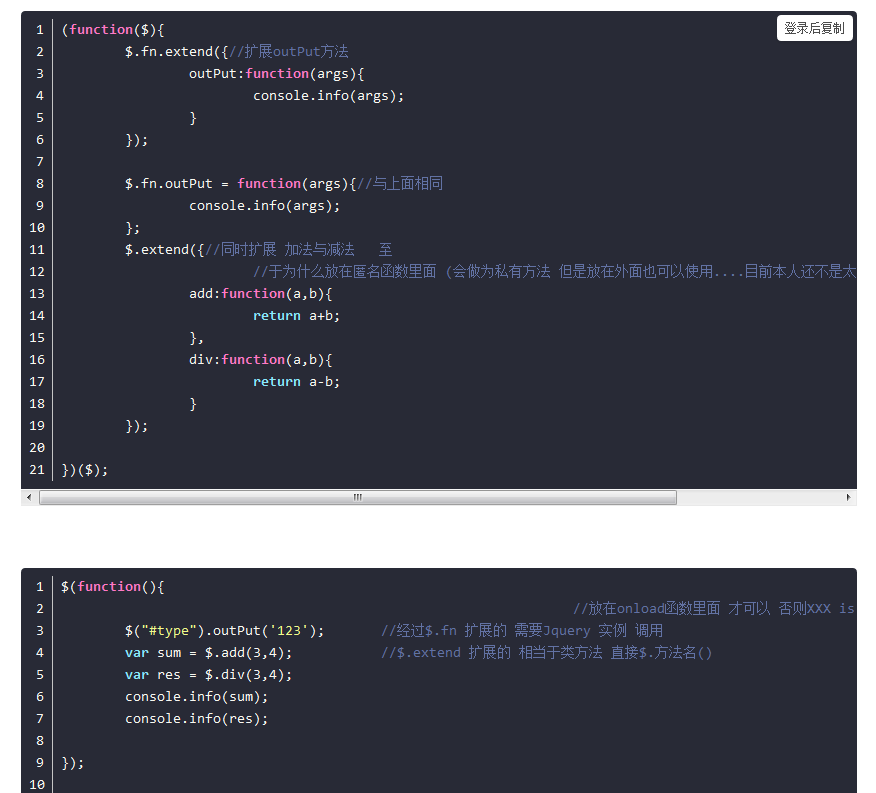 登录后复制
1 (function($){
2 $.fn.extend({//扩展outPut方法
3 outPut:function(args){
4 console.info(args);
5 }
6 });
7
8 $.fn.outPut = function(args){//与上面相同
9 console.info(args);
10 };
11 $.extend({//同时扩展 加法与减法 至
12 //于为什么放在匿名函数里面 (会做为私有方法 但是放在外面也可以使用....目前本人还不是太
13 add:function(a,b){
14 return a+b;
15 },
16 div:function(a,b){
17 return a-b;
18 }
19 });
20
21 })($);
1 $(function(){
2 //放在onload函数里面 才可以 否则XXX is
3 $("#type").outPut('123'); //经过$.fn 扩展的 需要Jquery 实例 调用
4 var sum = $.add(3,4); //$.extend 扩展的 相当于类方法 直接$.方法名()
5 var res = $.div(3,4);
6 console.info(sum);
7 console.info(res);
8
9 });
10